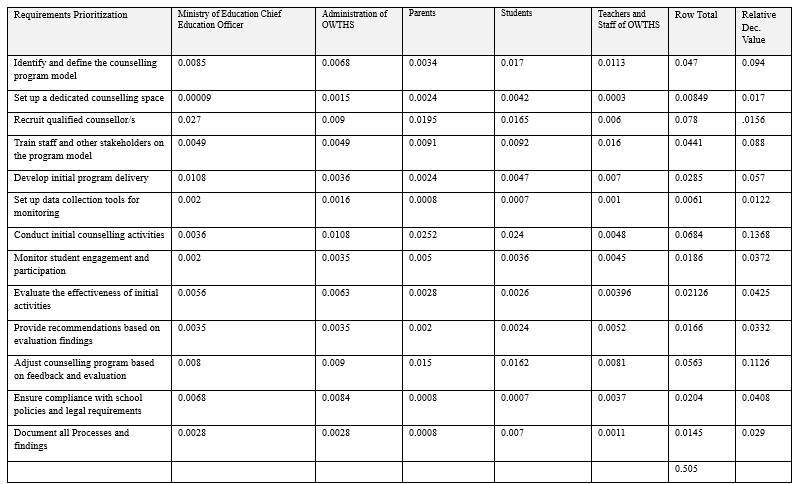 Requirements Prioritization | Ministry of Education Chief Education Officer | Administration of OWTHS | Parents | Students | Teachers and Staff of OWTHS | Row Total | Relative Dec. Value
Identify and define the counselling program model | 0.0085 | 0.0068 | 0.0034 | 0.017 | 0.0113 | 0.047 | 0.094
Set up a dedicated counselling space | 0.00009 | 0.0015 | 0.0024 | 0.0042 | 0.0003 | 0.00849 | 0.017
Recruit qualified counsellor/s | 0.027 | 0.009 | 0.0195 | 0.0165 | 0.006 | 0.078 | .0156
Train staff and other stakeholders on the program model | 0.0049 | 0.0049 | 0.0091 | 0.0092 | 0.016 | 0.0441 | 0.088
Develop initial program delivery | 0.0108 | 0.0036 | 0.0024 | 0.0047 | 0.007 | 0.0285 | 0.057
Set up data collection tools for monitoring | 0.002 | 0.0016 | 0.0008 | 0.0007 | 0.001 | 0.0061 | 0.0122
Conduct initial counselling activities | 0.0036 | 0.0108 | 0.0252 | 0.024 | 0.0048 | 0.0684 | 0.1368
Monitor student engagement and participation | 0.002 | 0.0035 | 0.005 | 0.0036 | 0.0045 | 0.0186 | 0.0372
Evaluate the effectiveness of initial activities | 0.0056 | 0.0063 | 0.0028 | 0.0026 | 0.00396 | 0.02126 | 0.0425
Provide recommendations based on evaluation findings | 0.0035 | 0.0035 | 0.002 | 0.0024 | 0.0052 | 0.0166 | 0.0332
Adjust counselling program based on feedback and evaluation | 0.008 | 0.009 | 0.015 | 0.0162 | 0.0081 | 0.0563 | 0.1126
Ensure compliance with school policies and legal requirements | 0.0068 | 0.0084 | 0.0008 | 0.0007 | 0.0037 | 0.0204 | 0.0408
Document all Processes and findings | 0.0028 | 0.0028 | 0.0008 | 0.007 | 0.0011 | 0.0145 | 0.029
0.505